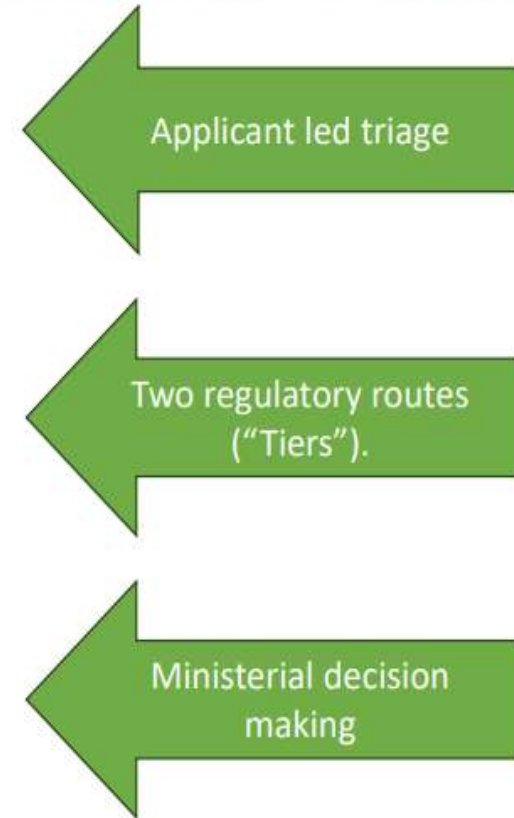 Applicant led triage
Two regulatory routes
(“Tiers”).
Ministerial decision
making